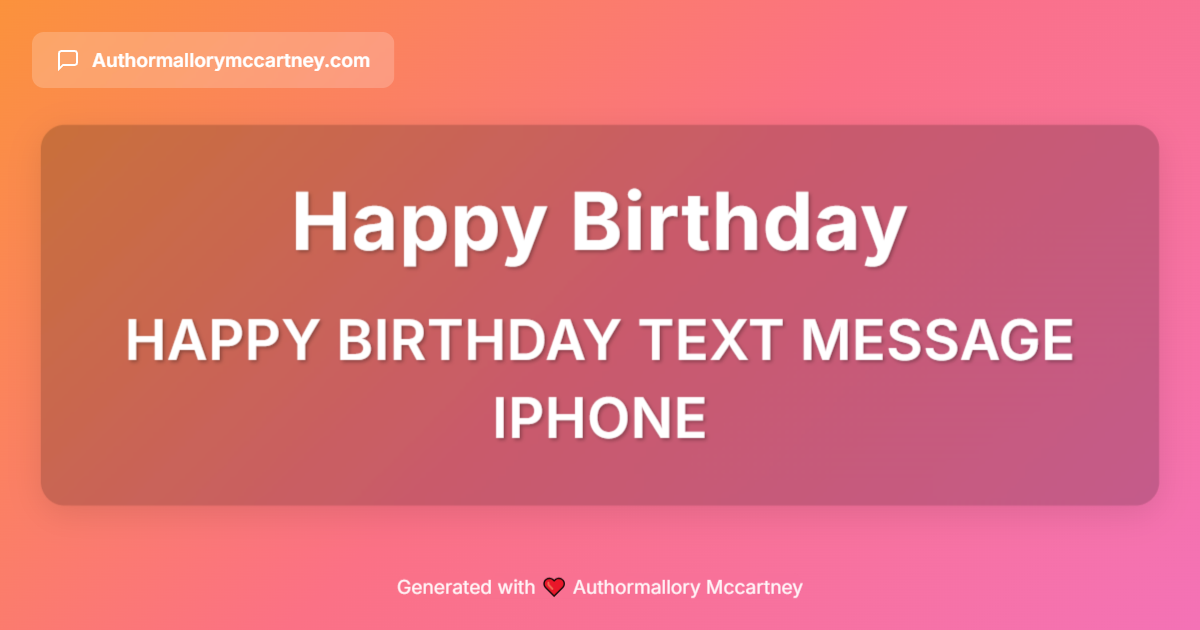 Authormallorymccartney.com
Happy Birthday
HAPPY BIRTHDAY TEXT MESSAGE
IPHONE
Generated with ❤️ Authormallory Mccartney